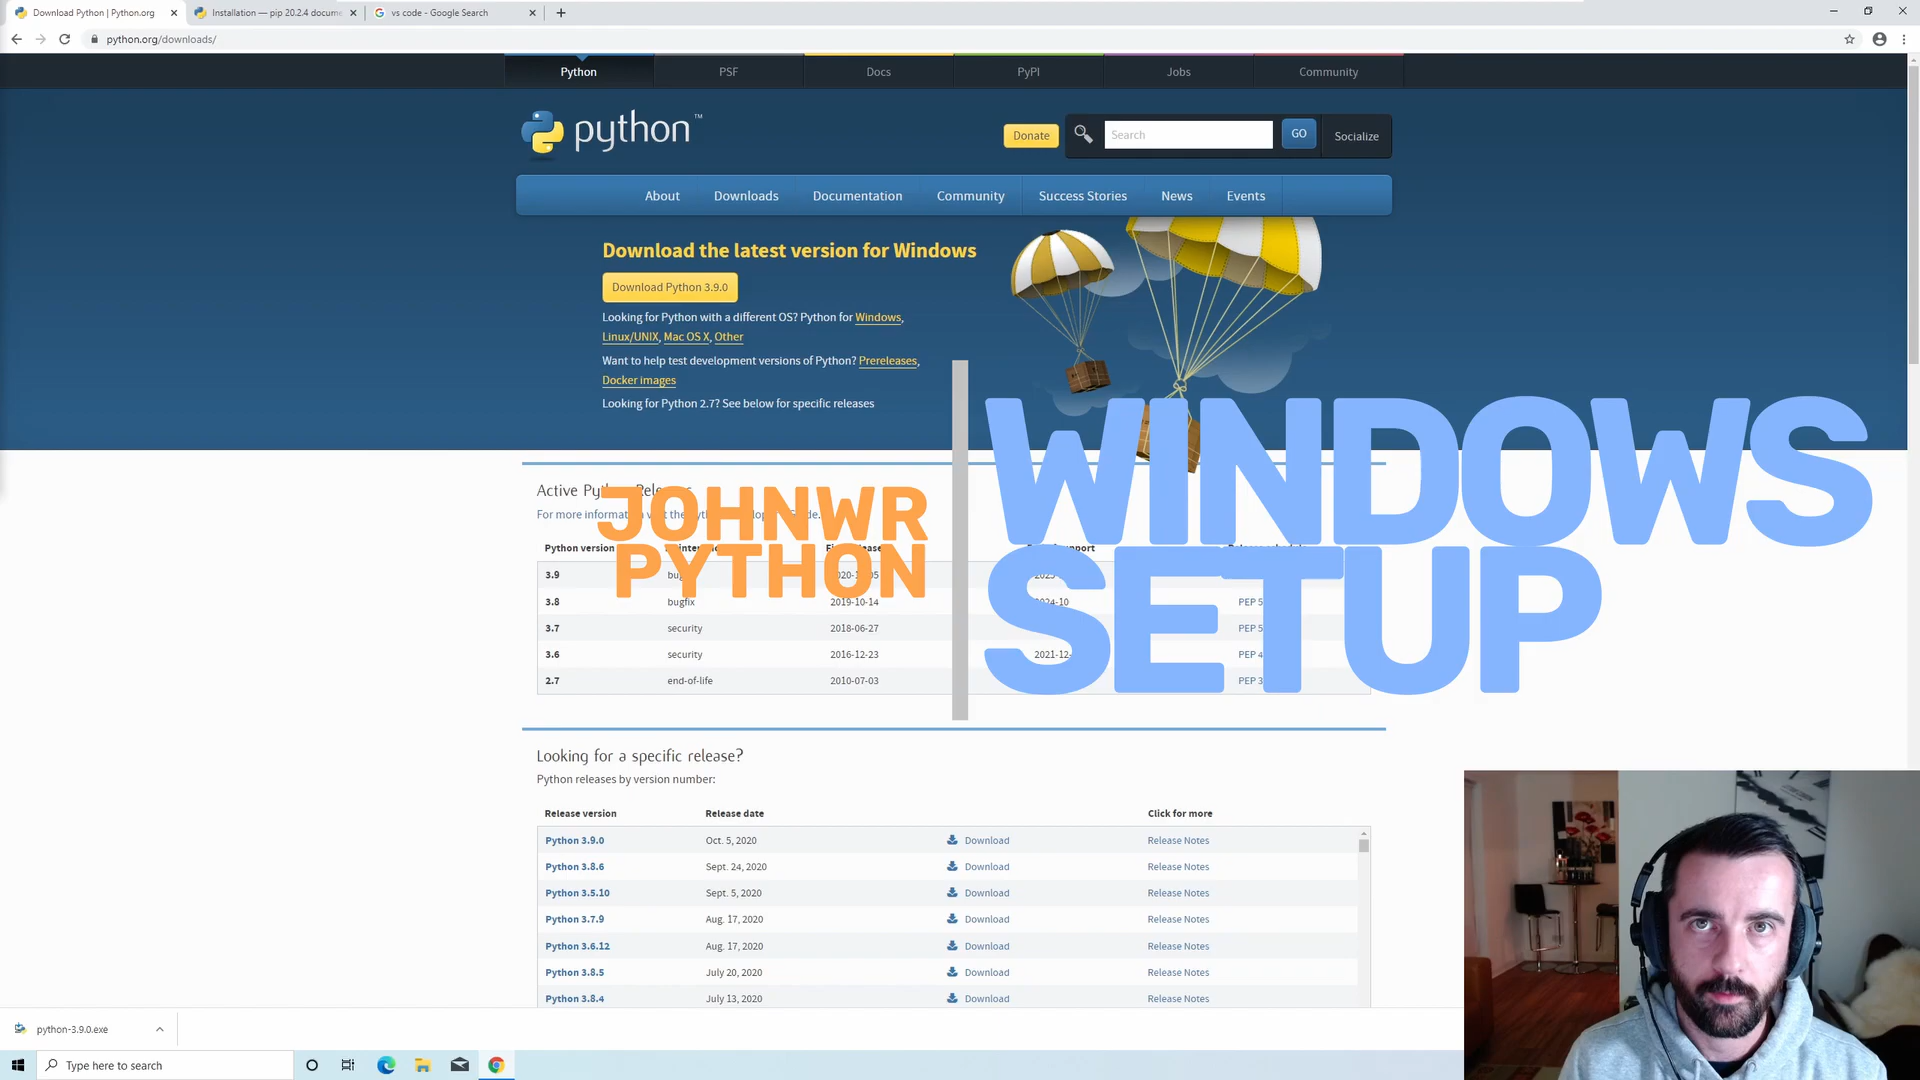 Download Python | Python.org
Installation — pip 20.2.4 docume
vs code - Google Search
python.org/downloads/
Python
PSF
Docs
PyPI
Jobs
Community
python™
Donate
Search
GO
Socialize
About
Downloads
Documentation
Community
Success Stories
News
Events
Download the latest version for Windows
Download Python 3.9.0
Looking for Python with a different OS? Python for Windows,
Linux/UNIX, Mac OS X, Other
Want to help test development versions of Python? Prereleases,
Docker images
Looking for Python 2.7? See below for specific releases
JOHNWR
PYTHON
WINDOWS
SETUP
Active
For more
Python version
3.9
3.8 bugfix 2019-10-14 PEP 5
3.7 security 2018-06-27 PEP 5
3.6 security 2016-12-23 2021-12- PEP 4
2.7 end-of-life 2010-07-03 PEP 3
Looking for a specific release?
Python releases by version number:
Release version Release date Click for more
Python 3.9.0 Oct. 5, 2020 Download Release Notes
Python 3.8.6 Sept. 24, 2020 Download Release Notes
Python 3.5.10 Sept. 5, 2020 Download Release Notes
Python 3.7.9 Aug. 17, 2020 Download Release Notes
Python 3.6.12 Aug. 17, 2020 Download Release Notes
Python 3.8.5 July 20, 2020 Download Release Notes
Python 3.8.4 July 13, 2020 Download Release Notes
python-3.9.0.exe
Type here to search